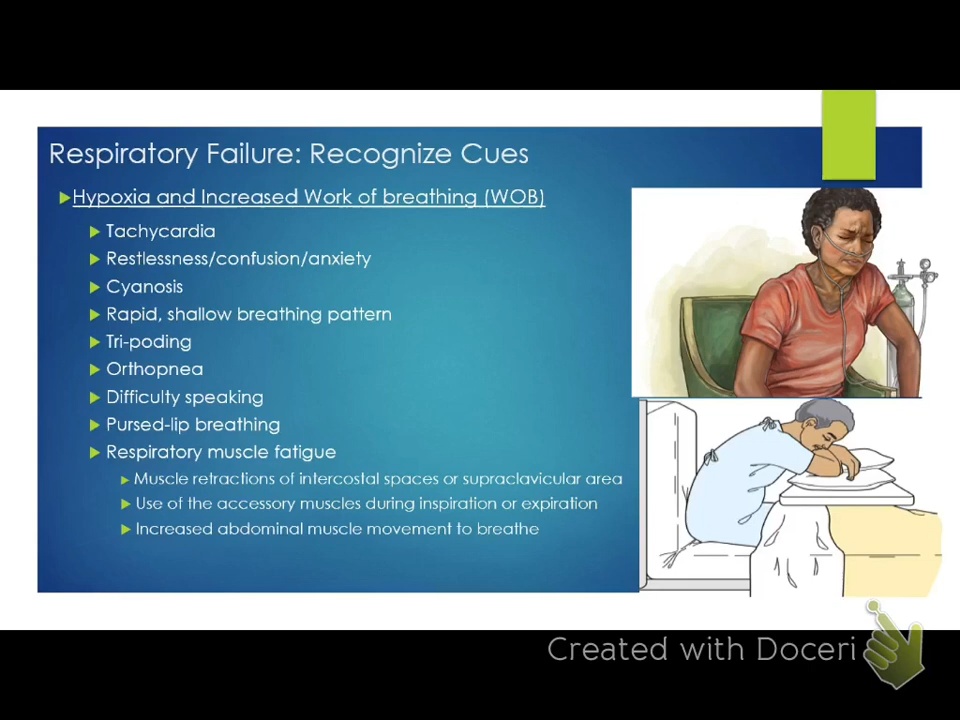 Respiratory Failure: Recognize Cues
Hypoxia and Increased Work of breathing (WOB)
Tachycardia
Restlessness/confusion/anxiety
Cyanosis
Rapid, shallow breathing pattern
Tri-poding
Orthopnea
Difficulty speaking
Pursed-lip breathing
Respiratory muscle fatigue
Muscle retractions of intercostal spaces or supraclavicular area
Use of the accessory muscles during inspiration or expiration
Increased abdominal muscle movement to breathe
Created with Doceri